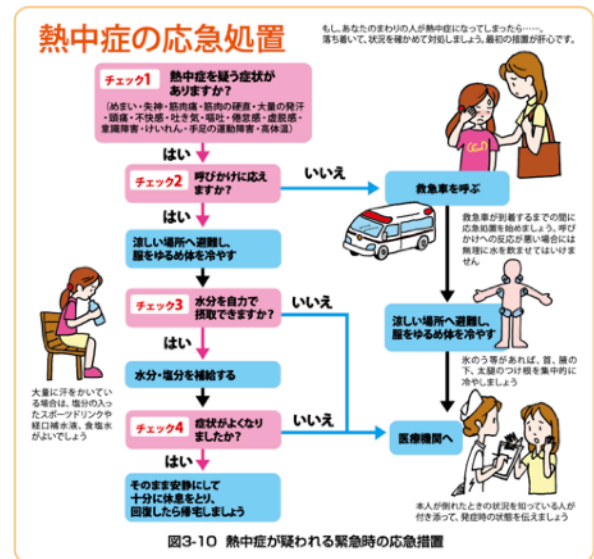 熱中症の応急処置
もし、あなたのまわりの人が熱中症になってしまったら……。
落ち着いて、状況を確かめて対処しましょう。最初の措置が肝心です。
チェック1
熱中症を疑う症状が
ありますか?
(めまい・失神・筋肉痛・筋肉の硬直・大量の発汗
・頭痛・不快感・吐き気・嘔吐・倦怠感・虚脱感・
意識障害・けいれん・手足の運動障害・高体温)
はい
チェック2
呼びかけに応え
ますか?
いいえ
救急車を呼ぶ
はい
救急車が到着するまでの間に
応急処置を始めましょう。呼び
かけへの反応が悪い場合には
無理に水を飲ませてはいけま
せん
涼しい場所へ避難し、
服をゆるめ体を冷やす
チェック3
水分を自力で
摂取できますか?
いいえ
涼しい場所へ避難し、
服をゆるめ体を冷やす
はい
氷のう等があれば、首、腋の
下、太腿のつけ根を集中的に
冷やしましょう
水分・塩分を補給する
大量に汗をかいてい
る場合は、塩分の入っ
たスポーツドリンクや
経口補水液、食塩水
がよいでしょう
チェック4
症状がよくなり
ましたか?
いいえ
医療機関へ
はい
そのまま安静にして
十分に休息をとり、
回復したら帰宅しましょう
本人が倒れたときの状況を知っている人が
付き添って、発症時の状態を伝えましょう
図3-10 熱中症が疑われる緊急時の応急措置